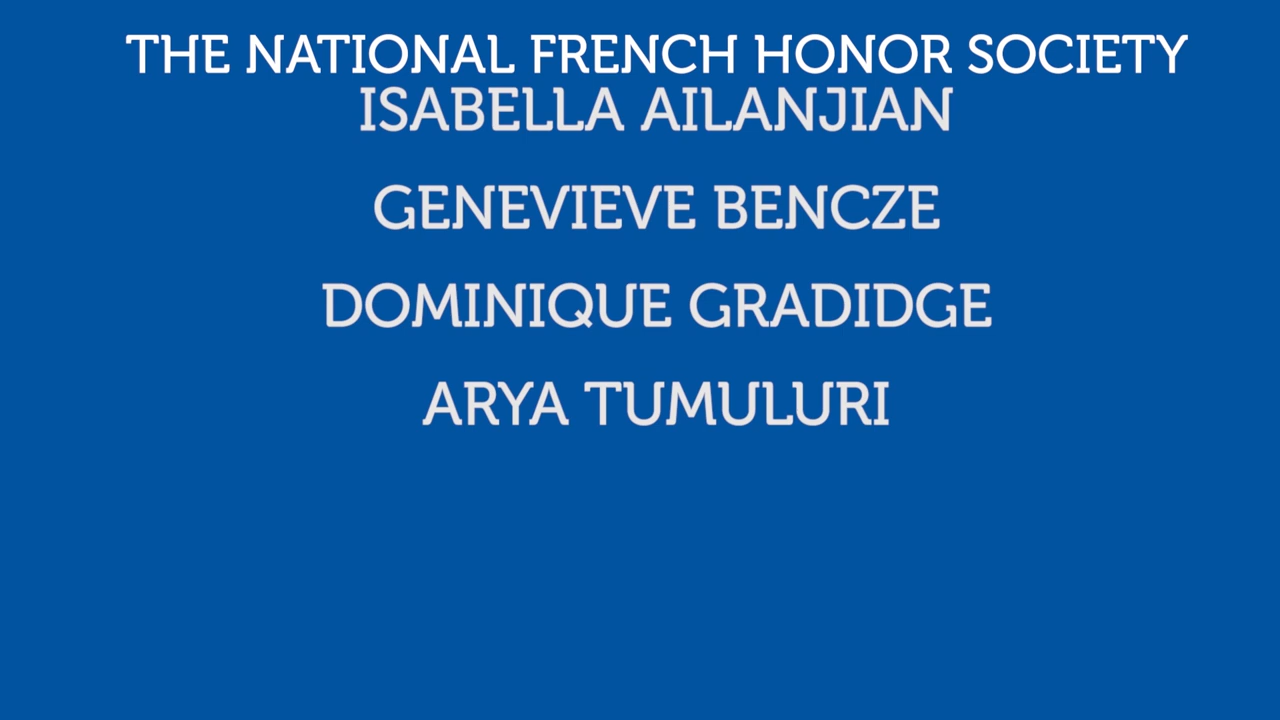 THE NATIONAL FRENCH HONOR SOCIETY
ISABELLA AILANJIAN
GENEVIEVE BENCZE
DOMINIQUE GRADIDGE
ARYA TUMULURI